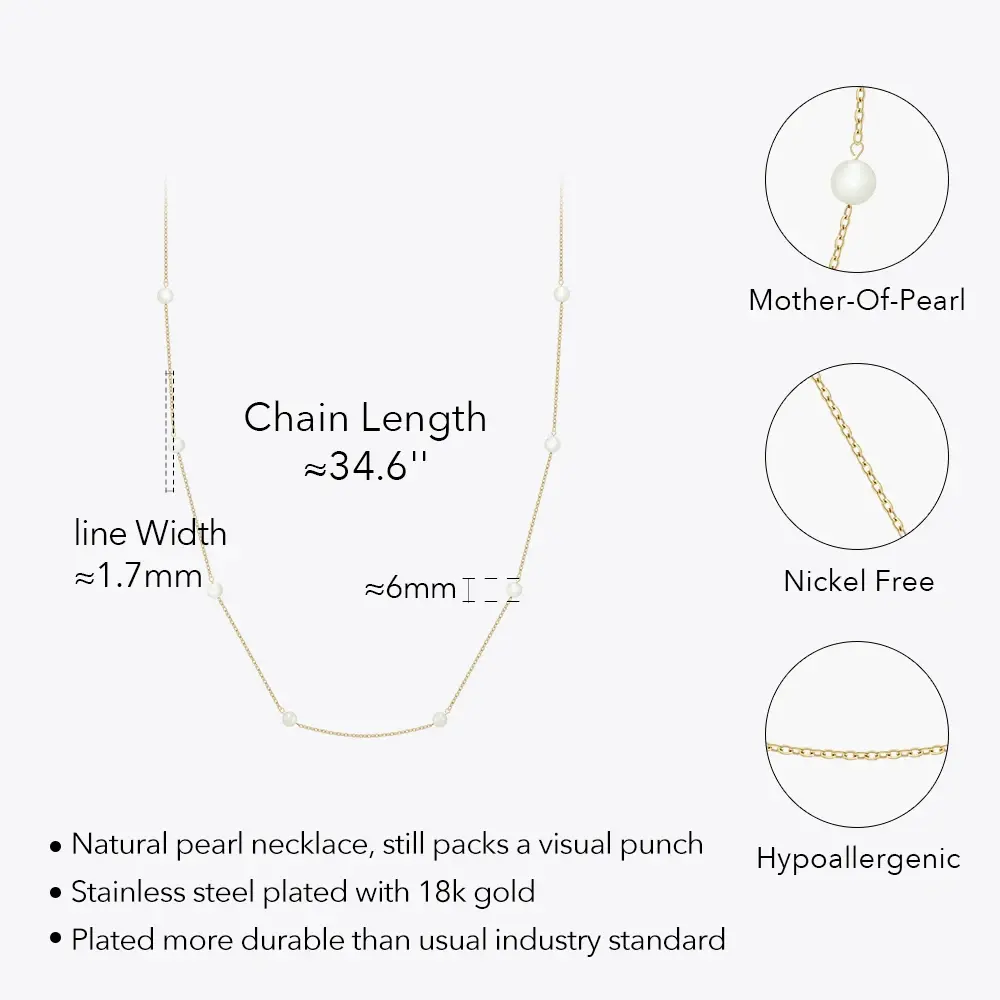 Mother-Of-Pearl
Chain Length
≈34.6''
line Width
≈1.7mm
≈6mm
Nickel Free
Hypoallergenic
• Natural pearl necklace, still packs a visual punch
• Stainless steel plated with 18k gold
• Plated more durable than usual industry standard